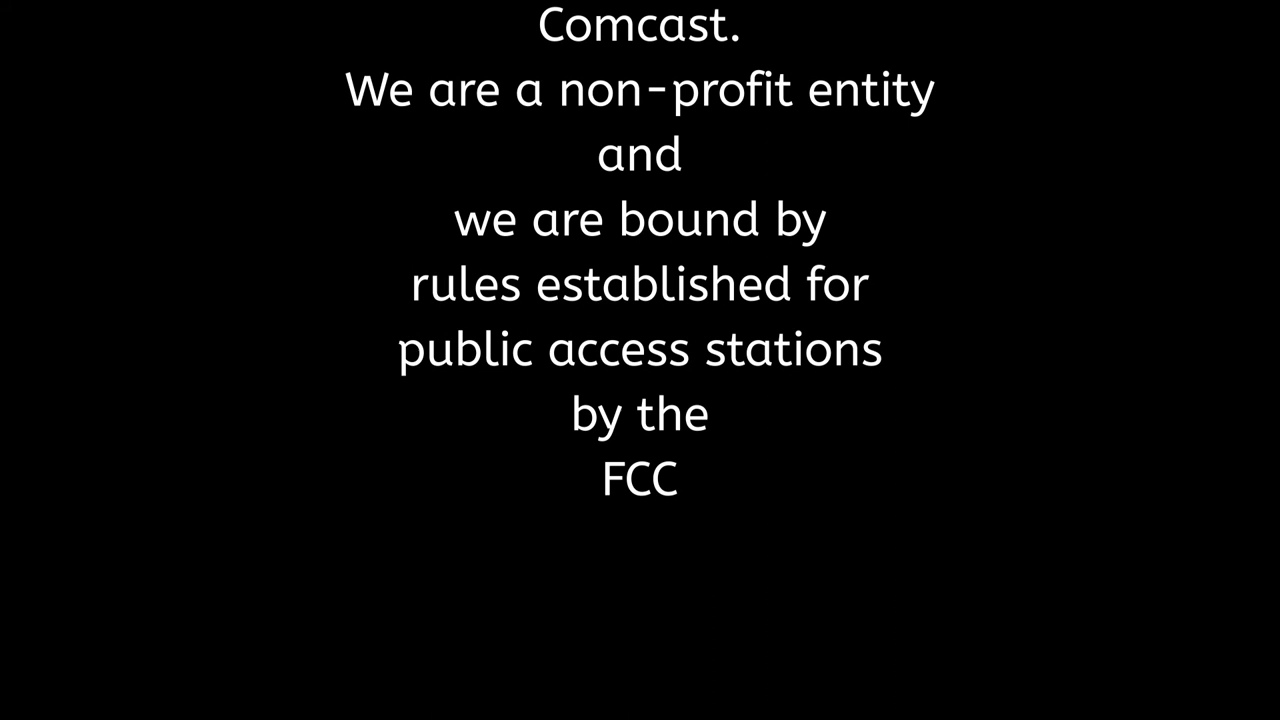 Comcast.
We are a non-profit entity
and
we are bound by
rules established for
public access stations
by the
FCC